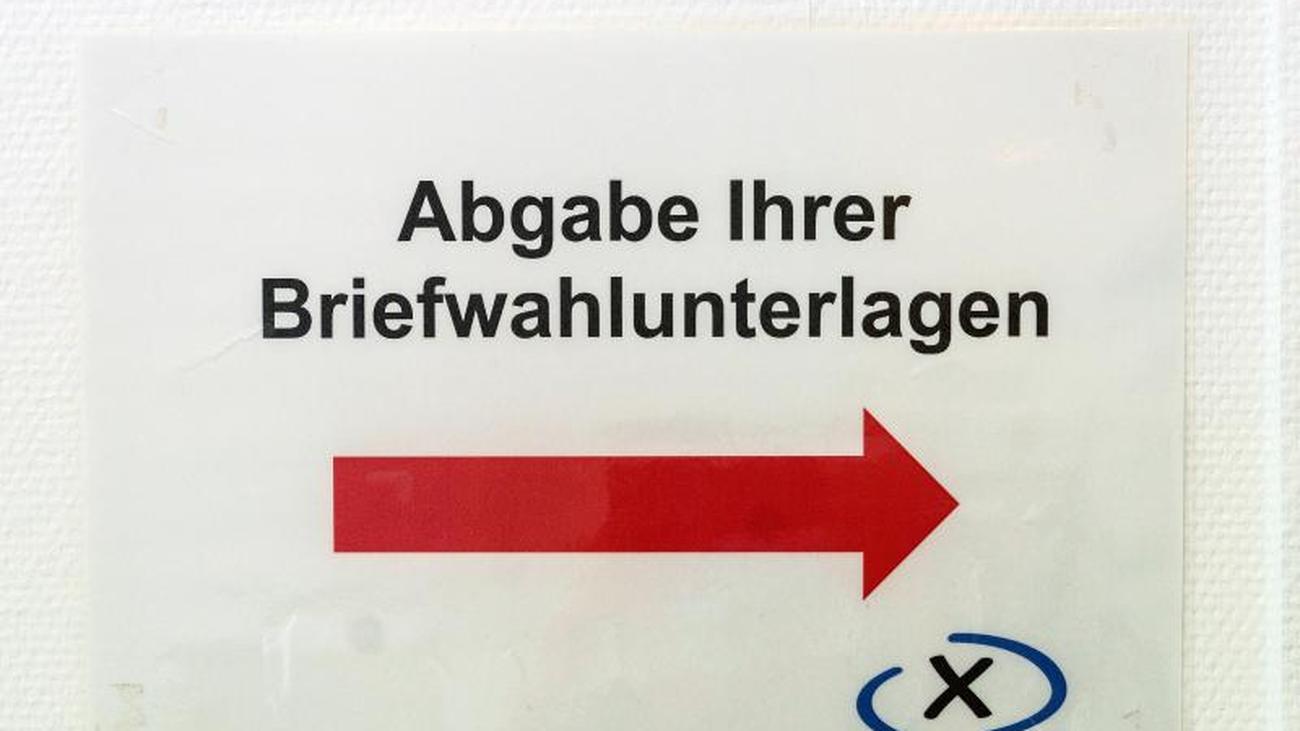 Abgabe Ihrer
Briefwahlunterlagen
X